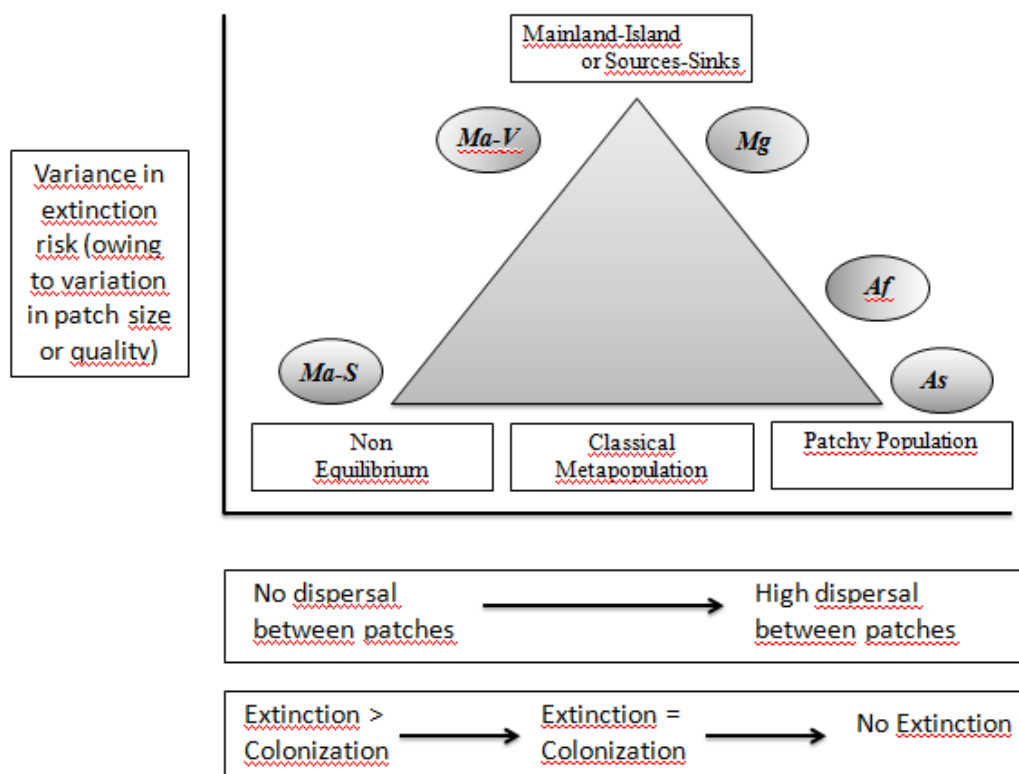 Mainland-Island
or Sources-Sinks
Ma-V
Mg
Variance in
extinction
risk (owing
to variation
in patch size
or quality)
Af
Ma-S
As
Non
Equilibrium
Classical
Metapopulation
Patchy Population
No dispersal
between patches
High dispersal
between patches
Extinction >
Colonization
Extinction =
Colonization
No Extinction